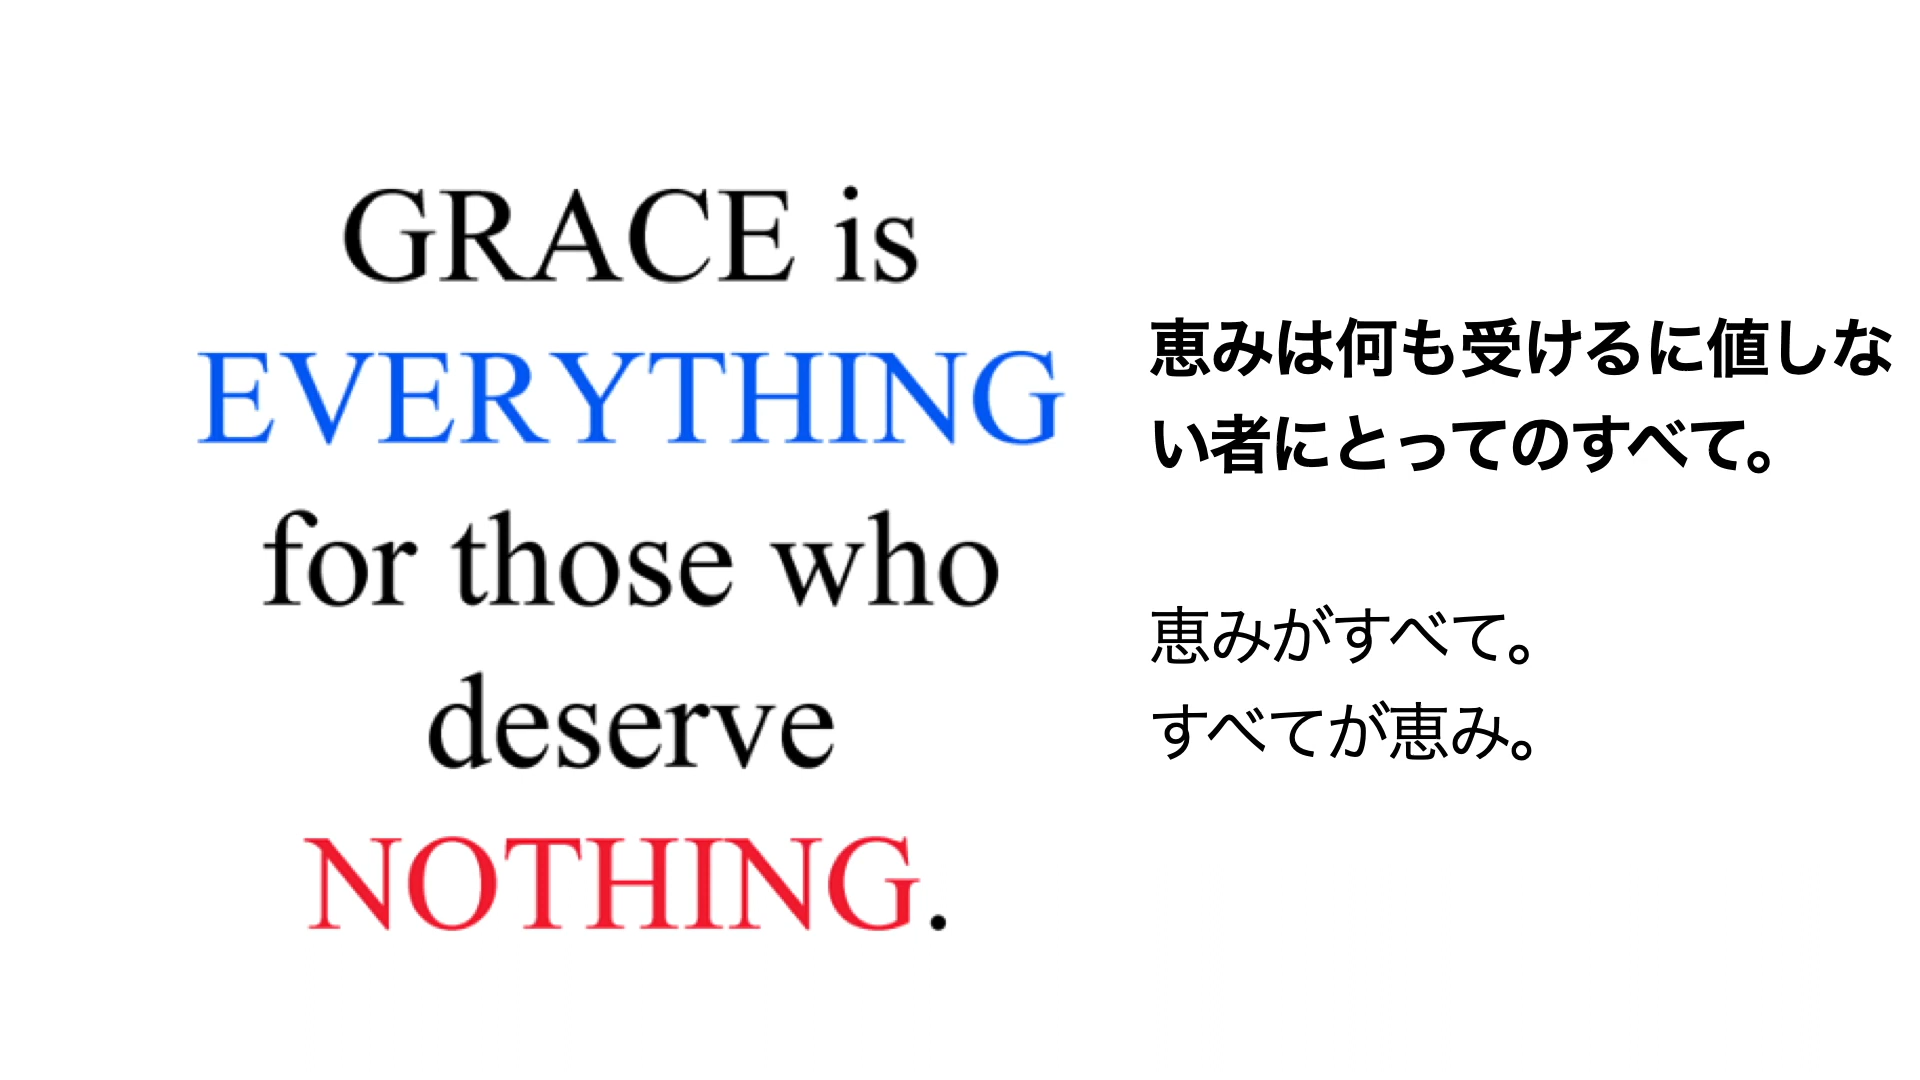 GRACE is
EVERYTHING
for those who
deserve
NOTHING.
恵みは何も受けるに値しな
い者にとってのすべて。
恵みがすべて。
すべてが恵み。